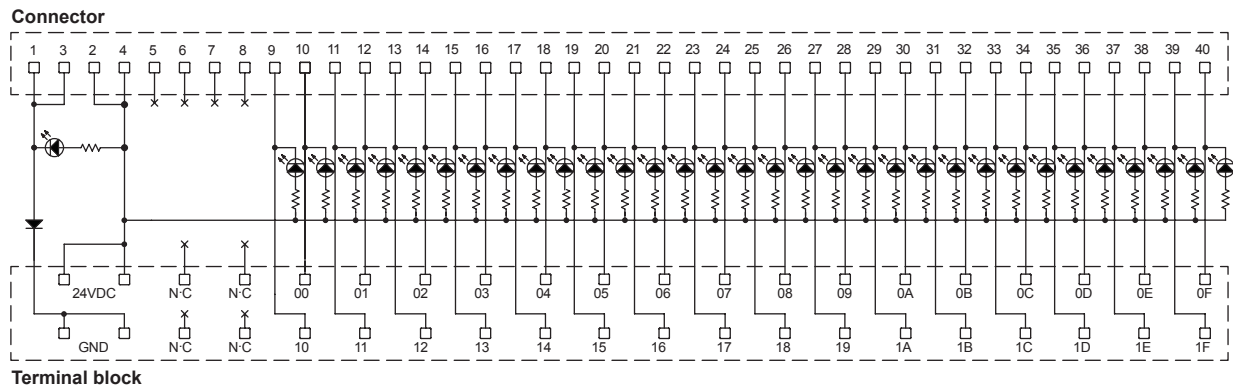 Connector
1 3 2 4 5 6 7 8 9 10 11 12 13 14 15 16 17 18 19 20 21 22 23 24 25 26 27 28 29 30 31 32 33 34 35 36 37 38 39 40
24VDC N·C N·C 00 01 02 03 04 05 06 07 08 09 0A 0B 0C 0D 0E 0F
GND N·C N·C 10 11 12 13 14 15 16 17 18 19 1A 1B 1C 1D 1E 1F
Terminal block